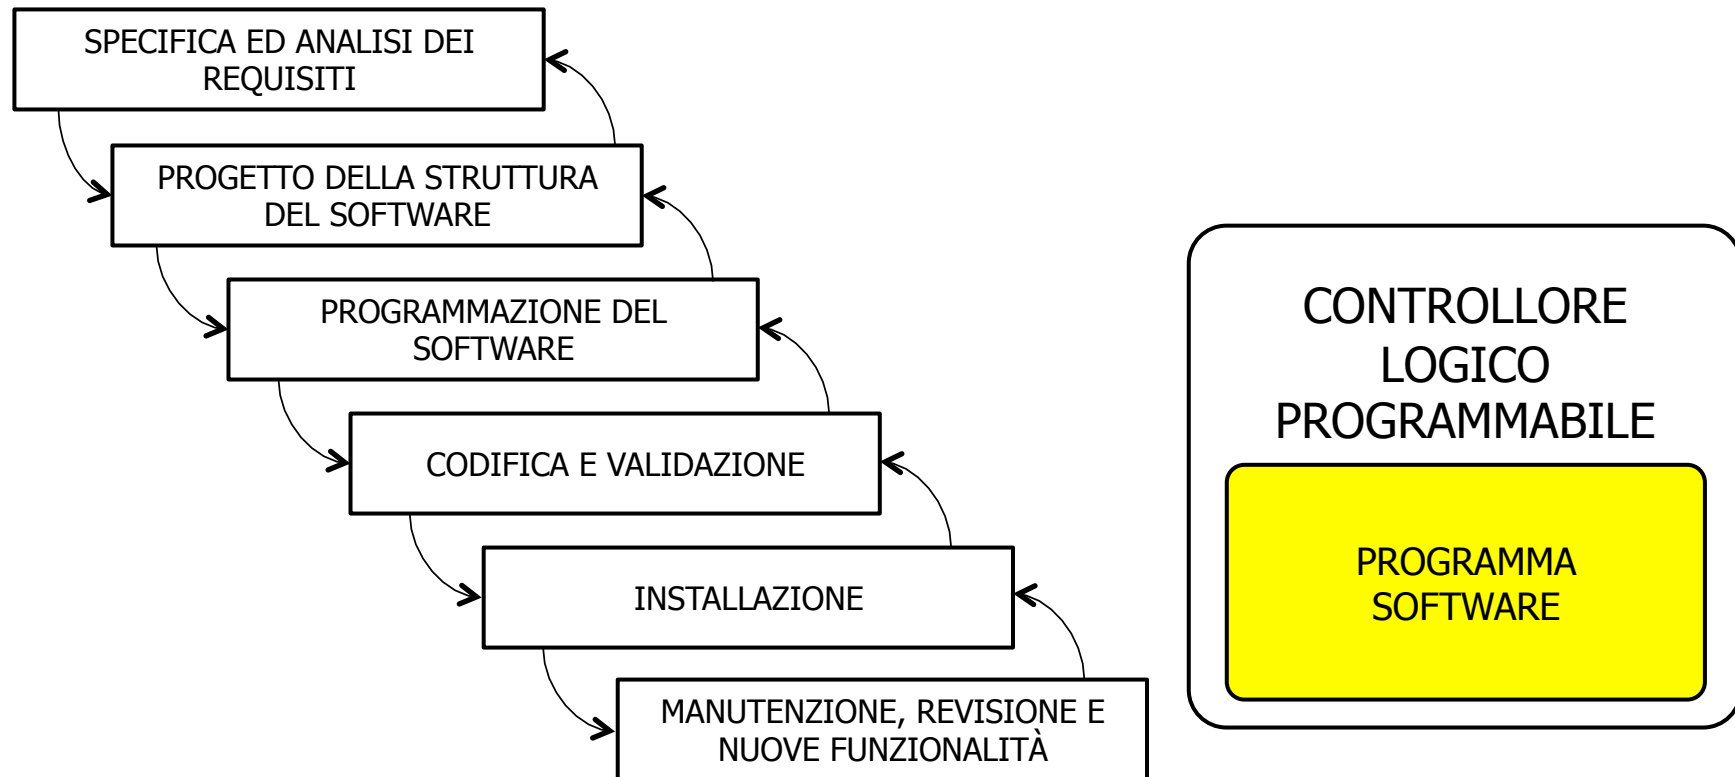 SPECIFICA ED ANALISI DEI
REQUISITI
PROGETTO DELLA STRUTTURA
DEL SOFTWARE
PROGRAMMAZIONE DEL
SOFTWARE
CODIFICA E VALIDAZIONE
INSTALLAZIONE
MANUTENZIONE, REVISIONE E
NUOVE FUNZIONALITÀ
CONTROLLORE
LOGICO
PROGRAMMABILE
PROGRAMMA
SOFTWARE